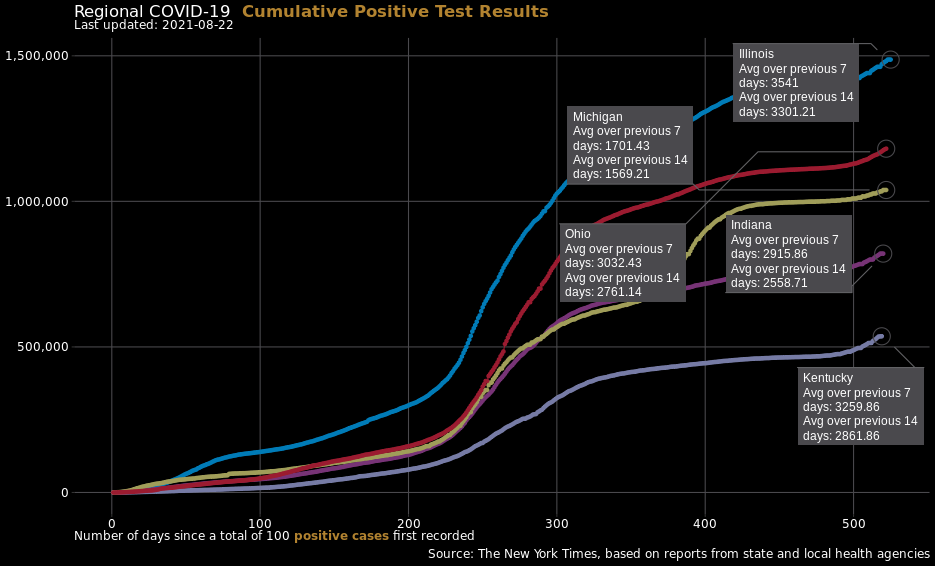 Regional COVID-19 Cumulative Positive Test Results
Last updated: 2021-08-22
1,500,000
1,000,000
500,000
0
Illinois
Avg over previous 7
days: 3541
Avg over previous 14
days: 3301.21
Michigan
Avg over previous 7
days: 1701.43
Avg over previous 14
days: 1569.21
Ohio
Avg over previous 7
days: 3032.43
Avg over previous 14
days: 2761.14
Indiana
Avg over previous 7
days: 2915.86
Avg over previous 14
days: 2558.71
Kentucky
Avg over previous 7
days: 3259.86
Avg over previous 14
days: 2861.86
0 100 200 300 400 500
Number of days since a total of 100 positive cases first recorded
Source: The New York Times, based on reports from state and local health agencies